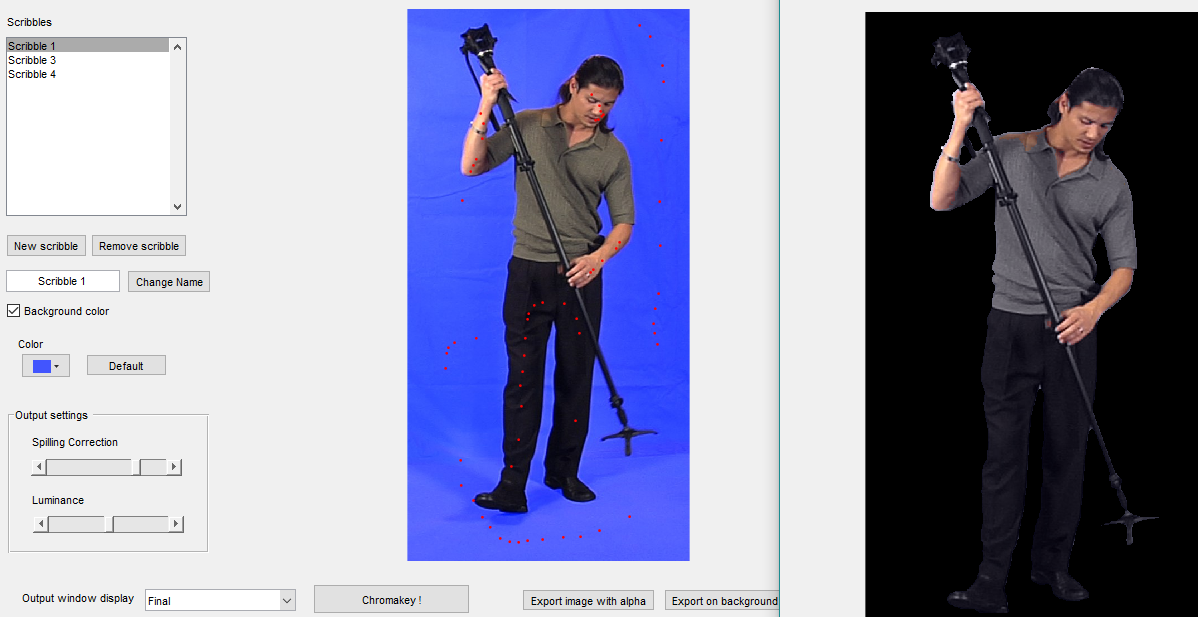 Scribbles
Scribble 1
Scribble 3
Scribble 4
New scribble
Remove scribble
Scribble 1
Change Name
Background color
Color
Default
Output settings
Spilling Correction
Luminance
Output window display
Final
Chromakey !
Export image with alpha
Export on background